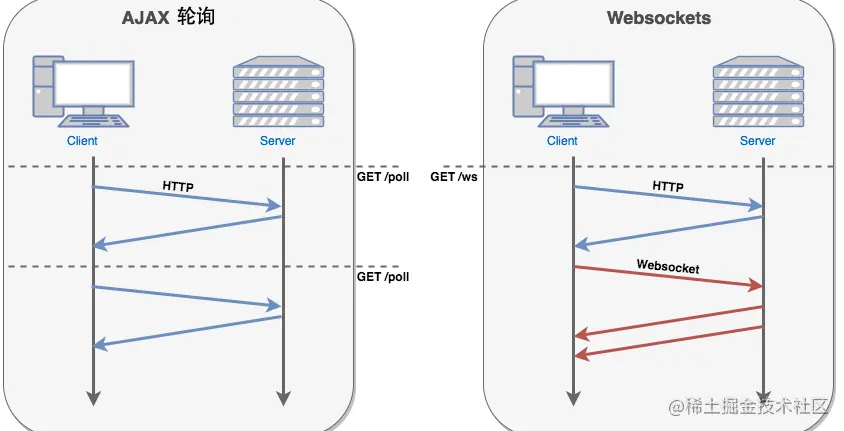 AJAX 轮询
Client
Server
GET /poll
HTTP
GET /poll
Websockets
Client
Server
GET /ws
HTTP
Websocket
@稀土掘金技术社区